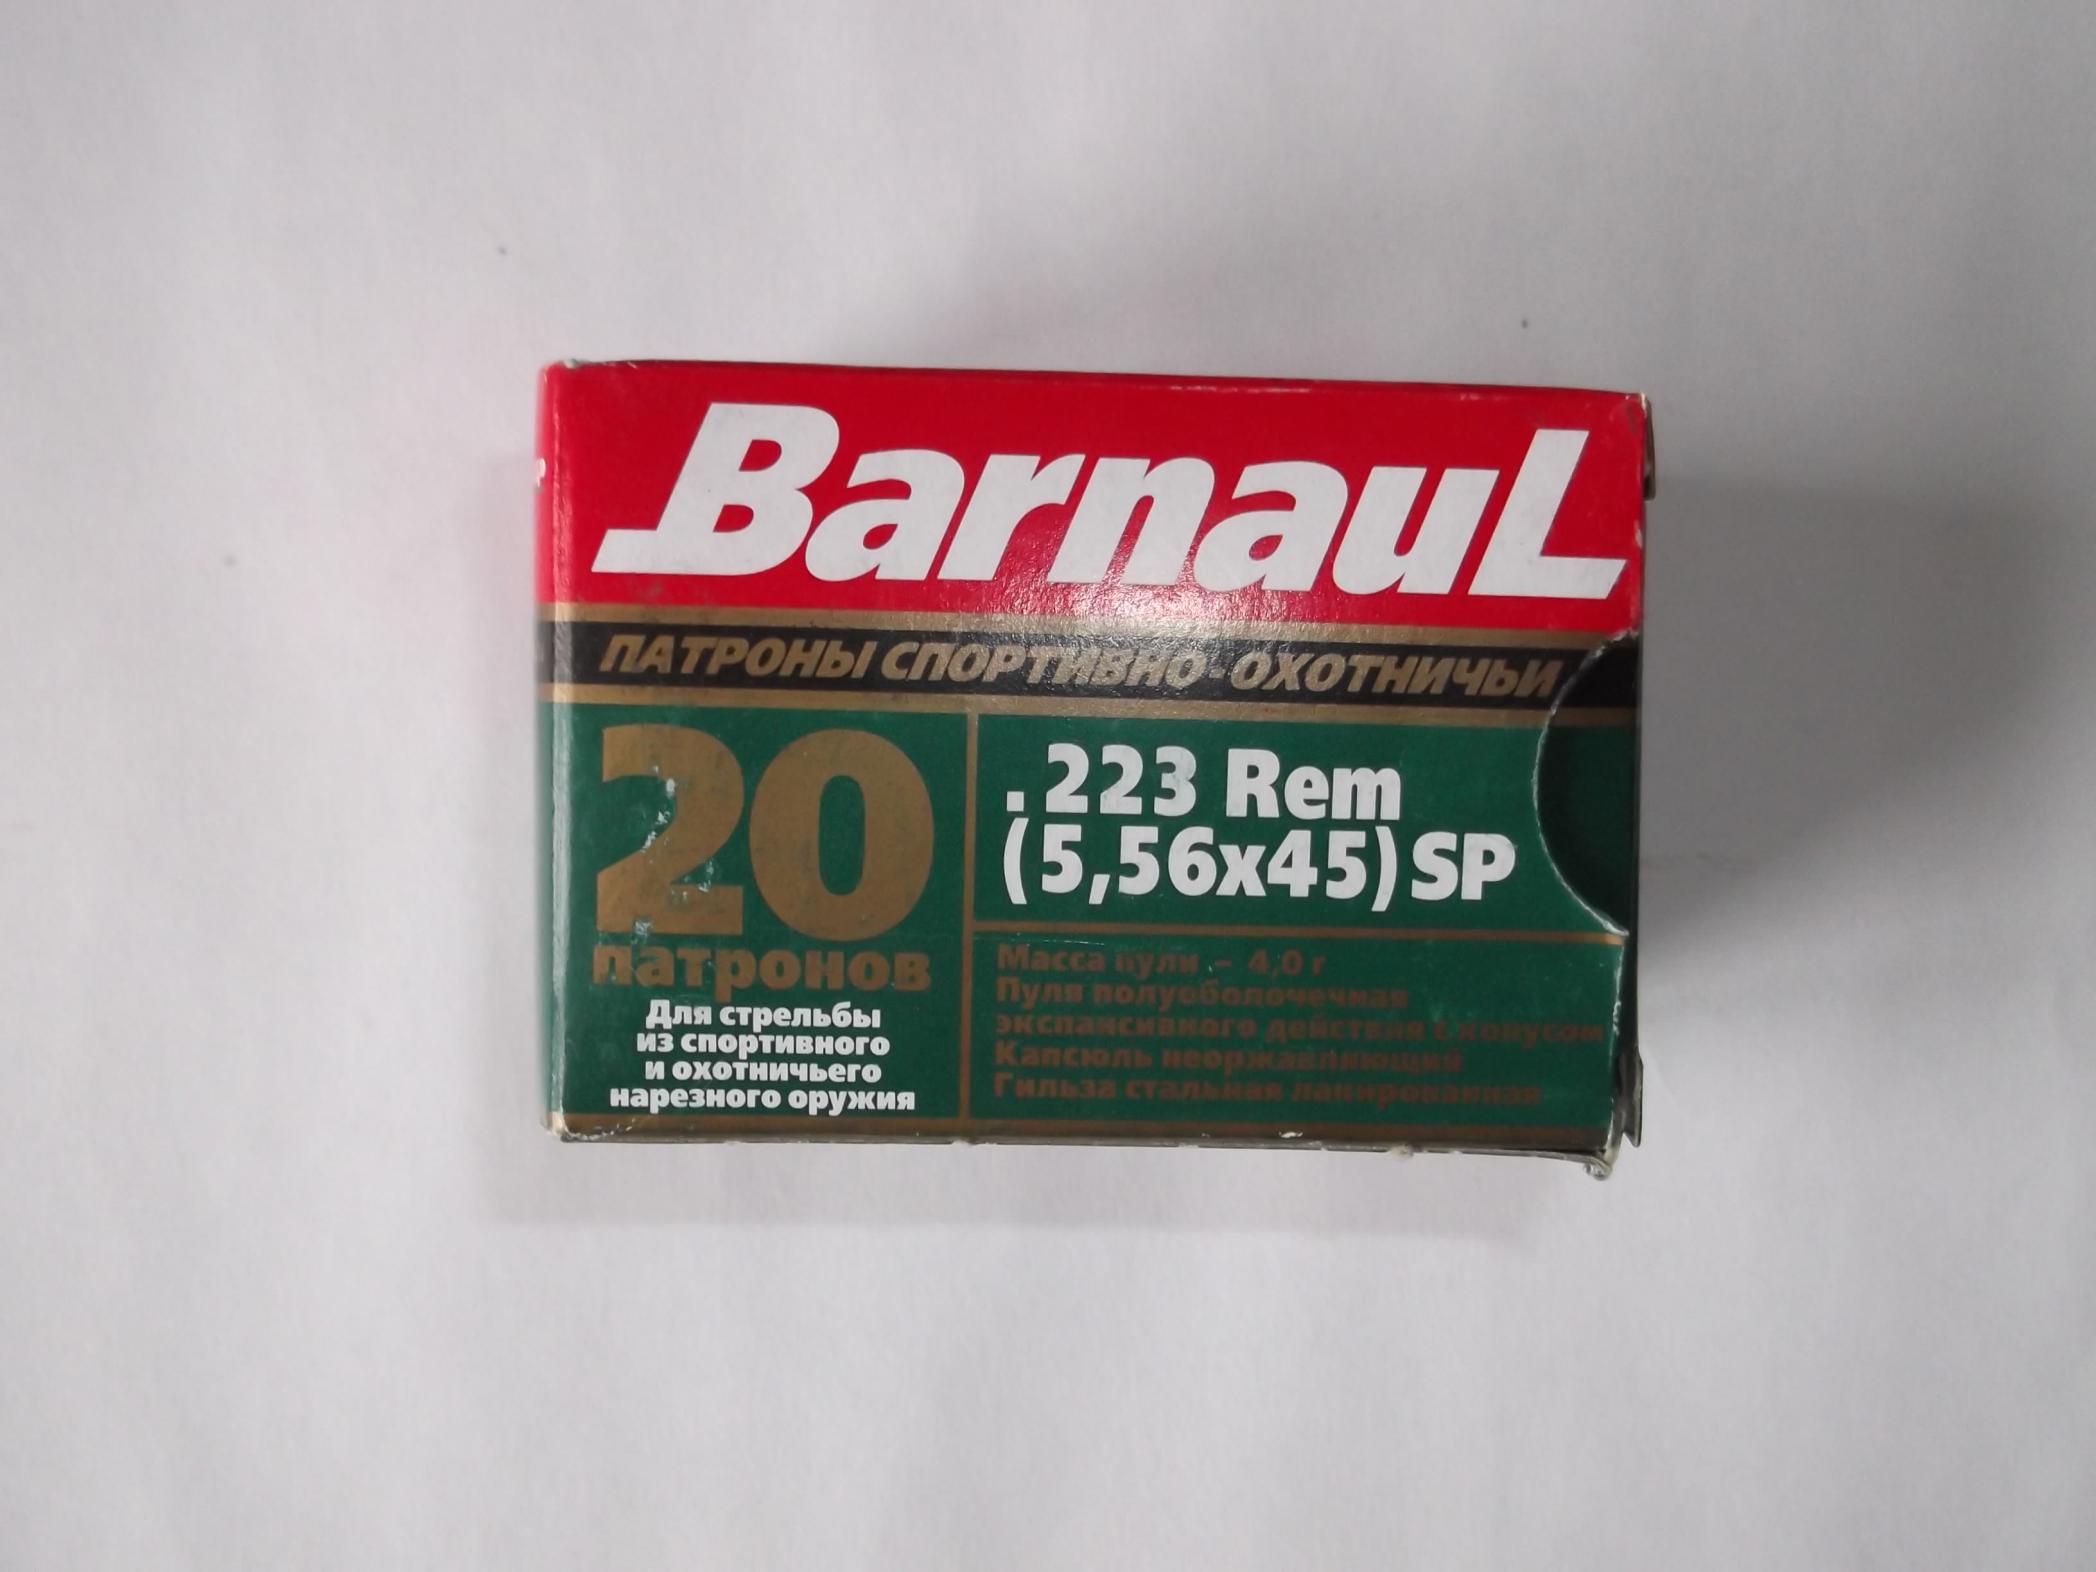 Barnaul
ПАТРОНЫ СПОРТИВНО-ОХОТНИЧЬИ
20
патронов
Для стрельбы
из спортивного
и охотничьего
нарезного оружия
.223 Rem
(5,56x45) SP
Масса пули – 4,0 г
Пуля полуоболочечная
экспансивного действия с конусом
Капсюль неоржавляющий
Гильза стальная лакированная